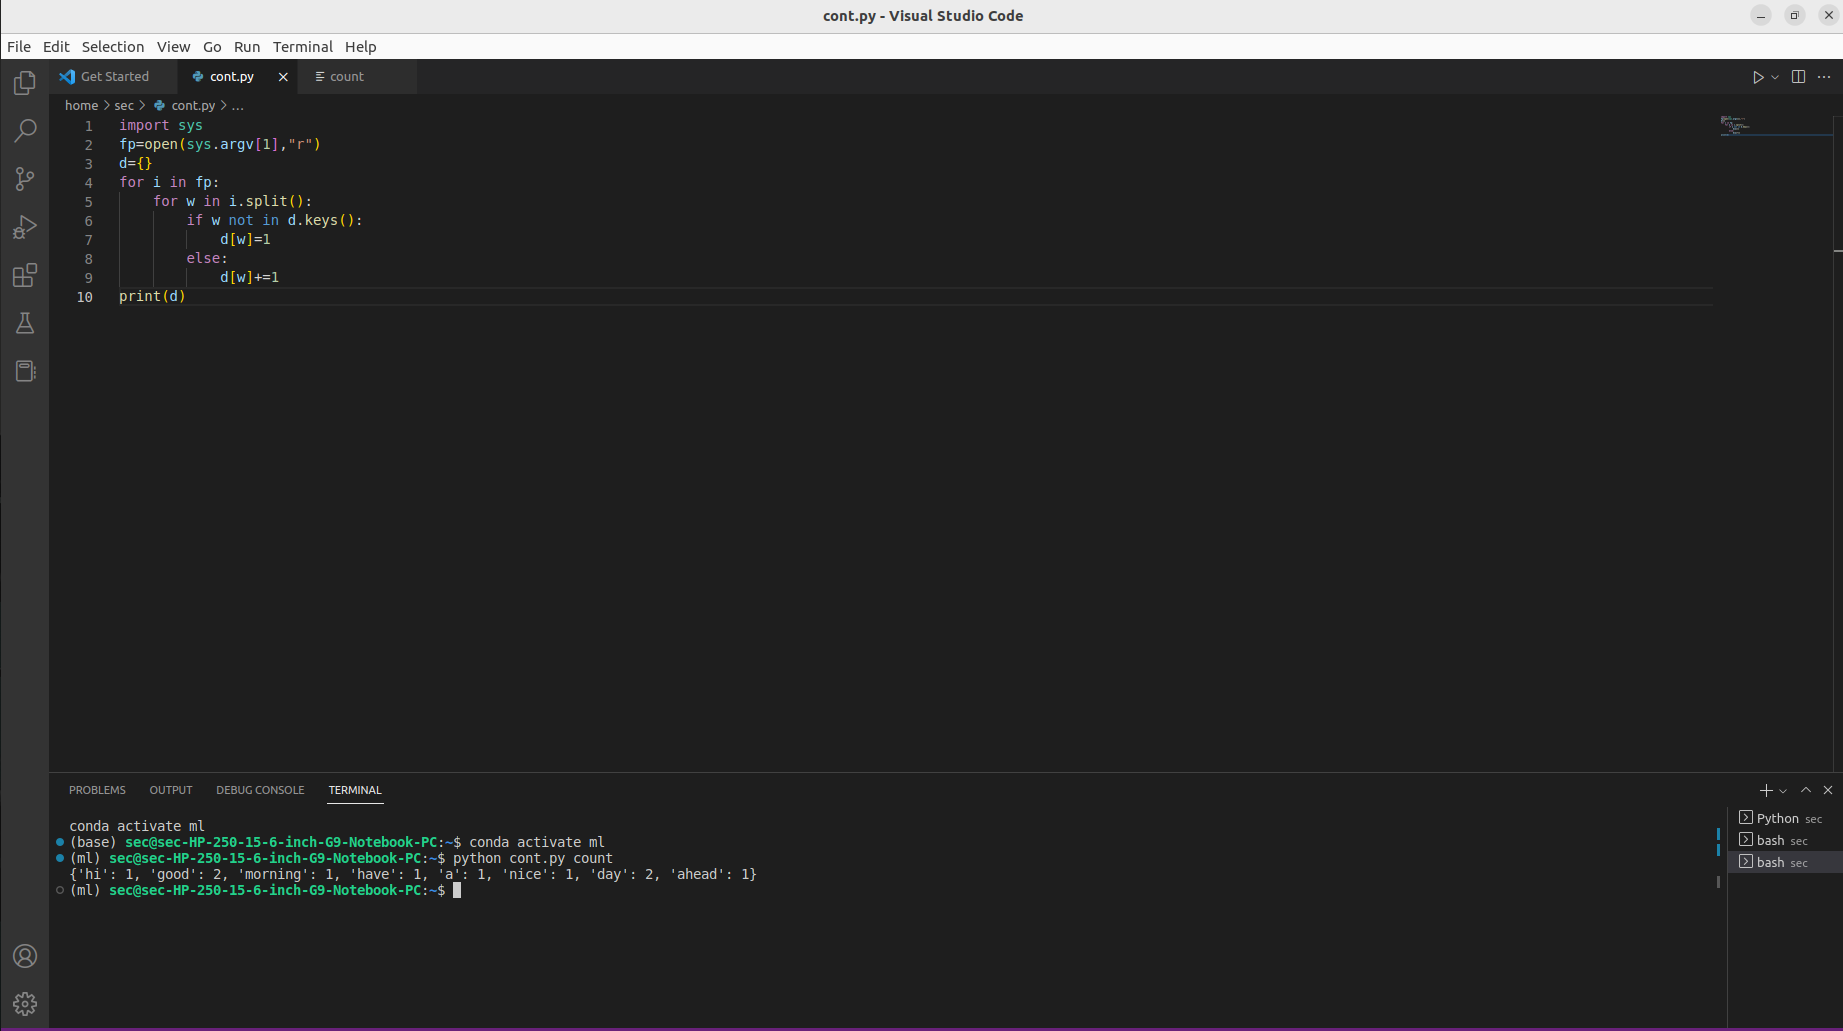 cont.py - Visual Studio Code
File Edit Selection View Go Run Terminal Help
Get Started cont.py count
home > sec > cont.py > ...
1 import sys
2 fp=open(sys.argv[1],"r")
3 d={}
4 for i in fp:
5     for w in i.split():
6         if w not in d.keys():
7             d[w]=1
8         else:
9             d[w]+=1
10 print(d)
PROBLEMS OUTPUT DEBUG CONSOLE TERMINAL
conda activate ml
(base) sec@sec-HP-250-15-6-inch-G9-Notebook-PC:~$ conda activate ml
(ml) sec@sec-HP-250-15-6-inch-G9-Notebook-PC:~$ python cont.py count
{'hi': 1, 'good': 2, 'morning': 1, 'have': 1, 'a': 1, 'nice': 1, 'day': 2, 'ahead': 1}
(ml) sec@sec-HP-250-15-6-inch-G9-Notebook-PC:~$
Python sec
bash sec
bash sec